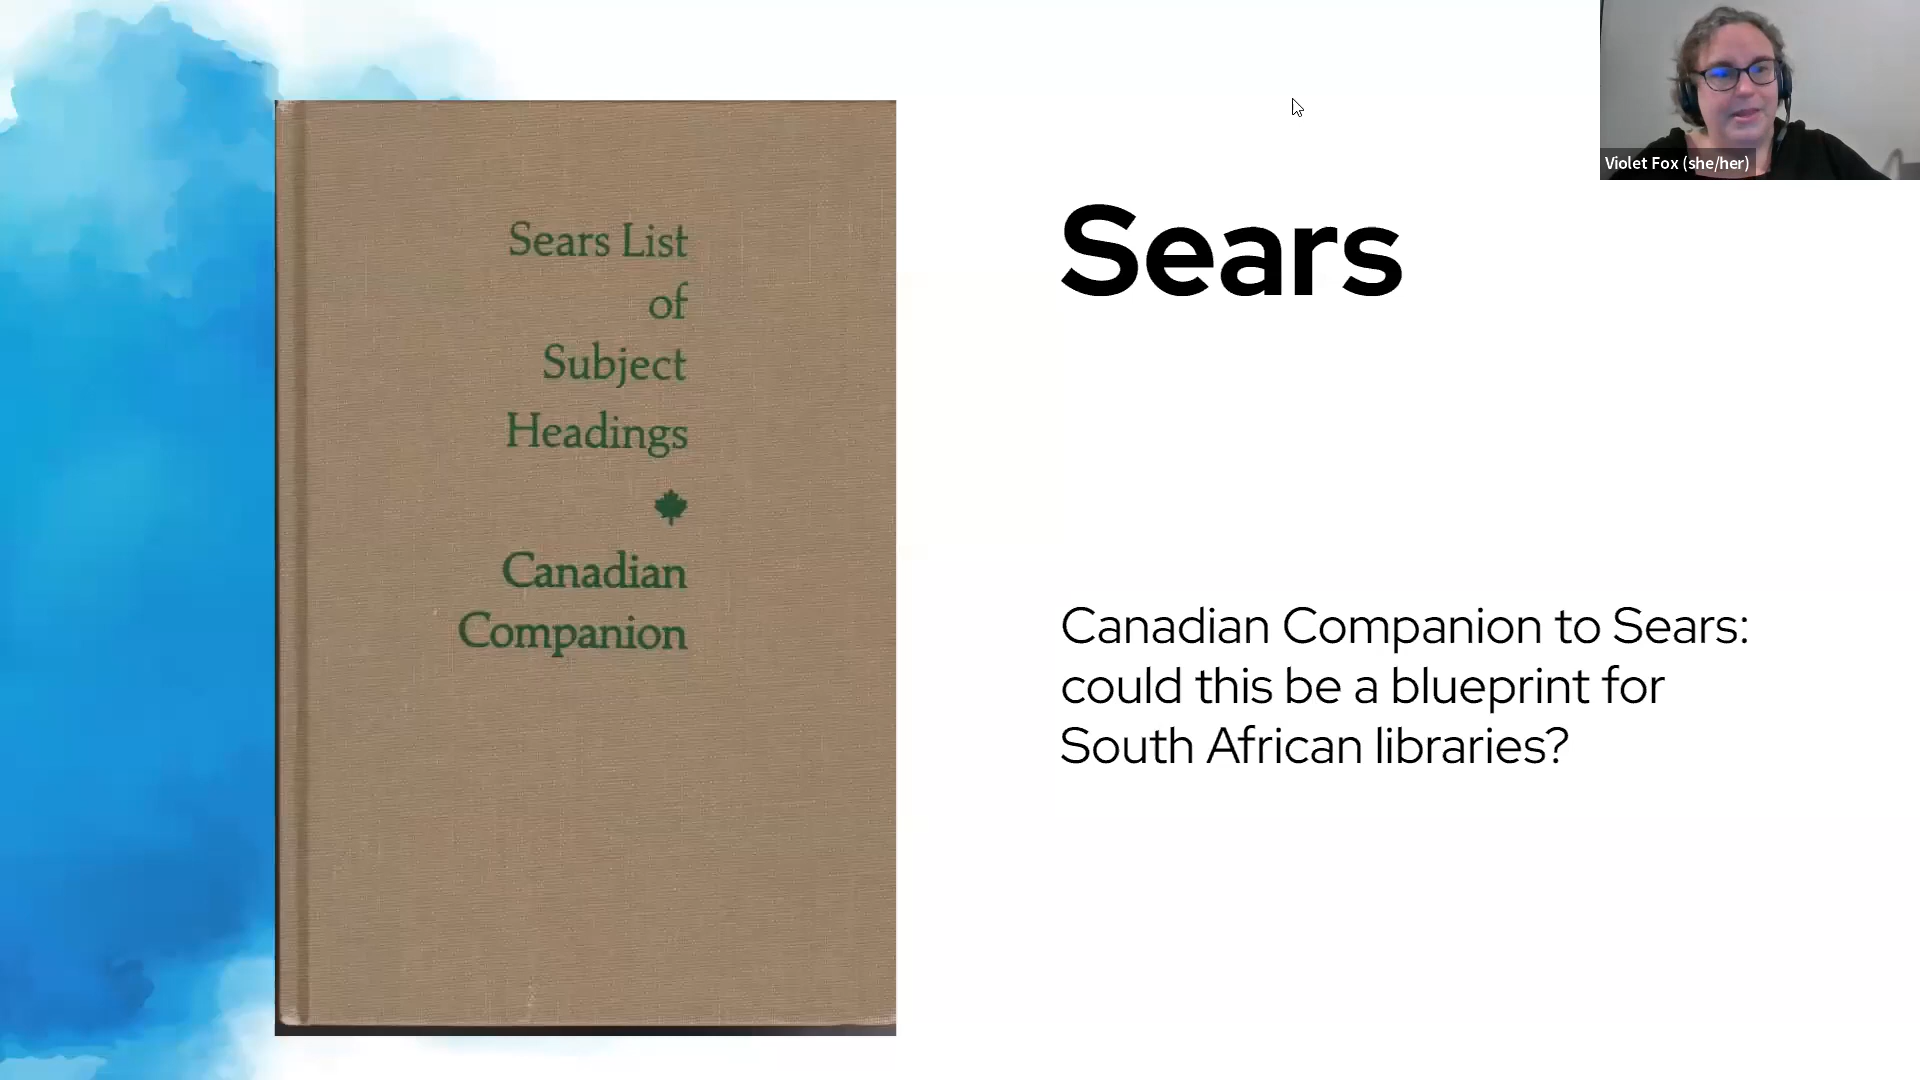 Sears List
of
Subject
Headings
Canadian
Companion
Sears
Canadian Companion to Sears:
could this be a blueprint for
South African libraries?
Violet Fox (she/her)